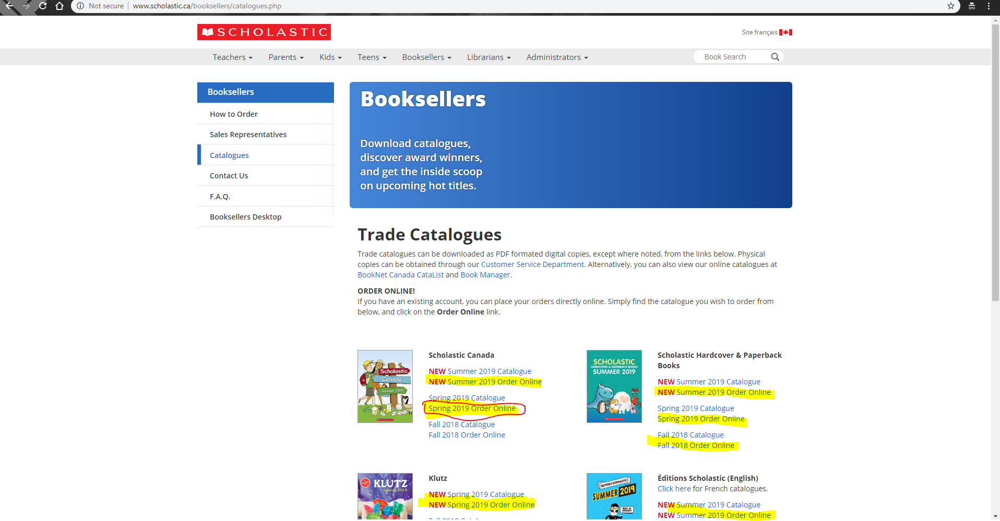 Not secure
www.scholastic.ca/booksellers/catalogues.php
SCHOLASTIC
Site français
Teachers
Parents
Kids
Teens
Booksellers
Librarians
Administrators
Book Search
Booksellers
How to Order
Sales Representatives
Catalogues
Contact Us
F.A.Q.
Booksellers Desktop
Booksellers
Download catalogues,
discover award winners,
and get the inside scoop
on upcoming hot titles.
Trade Catalogues
Trade catalogues can be downloaded as PDF formated digital copies, except where noted, from the links below. Physical
copies can be obtained through our Customer Service Department. Alternatively, you can also view our online catalogues at
BookNet Canada CataList and Book Manager.
ORDER ONLINE!
If you have an existing account, you can place your orders directly online. Simply find the catalogue you wish to order from
below, and click on the Order Online link.
Scholastic
Canada
Summer 2019
SCHOLASTIC
Scholastic Canada
NEW Summer 2019 Catalogue
NEW Summer 2019 Order Online
Spring 2019 Catalogue
Spring 2019 Order Online
Fall 2018 Catalogue
Fall 2018 Order Online
SCHOLASTIC
HARDCOVER & PAPERBACK BOOKS
SUMMER 2019
SCHOLASTIC
Scholastic Hardcover & Paperback
Books
NEW Summer 2019 Catalogue
NEW Summer 2019 Order Online
Spring 2019 Catalogue
Spring 2019 Order Online
Fall 2018 Catalogue
Fall 2018 Order Online
KLUTZ
Spring 2019
Klutz
NEW Spring 2019 Catalogue
NEW Spring 2019 Order Online
ÉDITIONS SCHOLASTIC
SUMMER 2019
Éditions Scholastic (English)
Click here for French catalogues.
NEW Summer 2019 Catalogue
NEW Summer 2019 Order Online